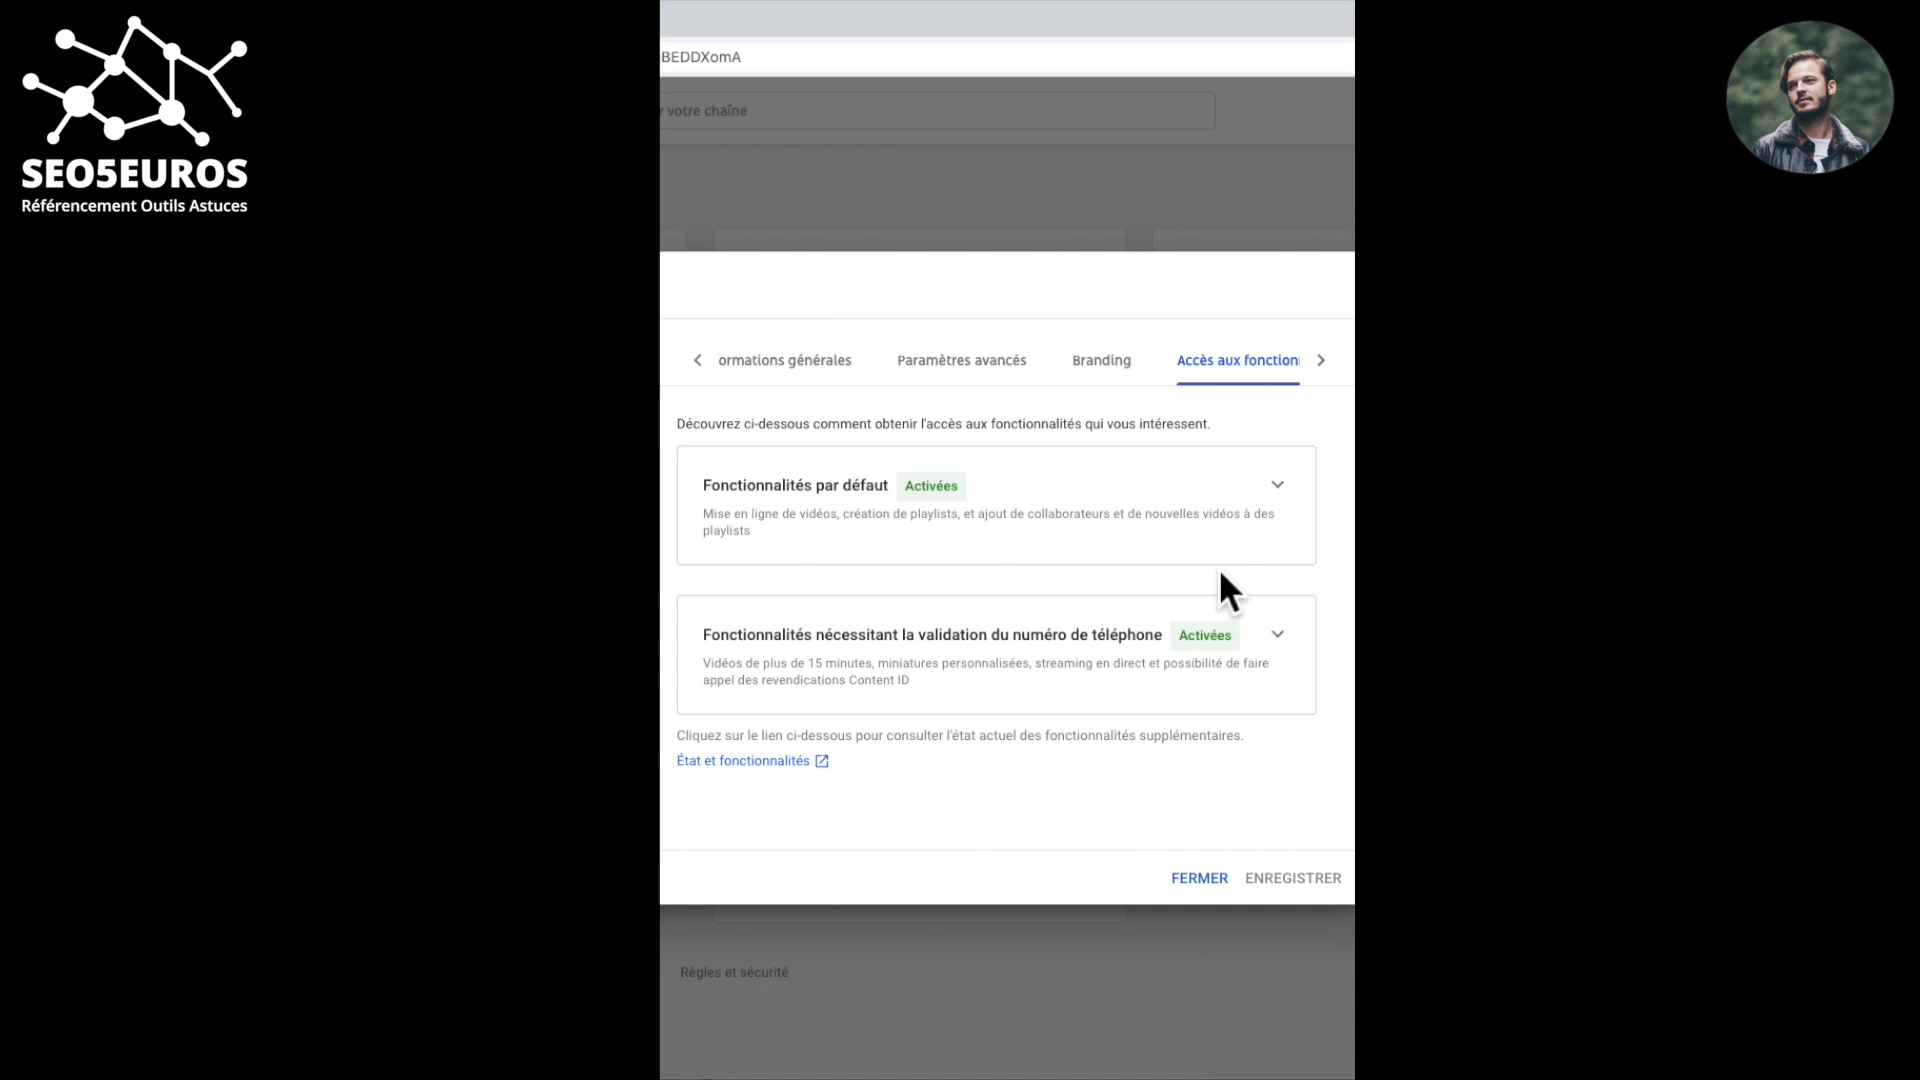 SEO5EUROS
Référencement Outils Astuces
BEDDXomA
r votre chaîne
ormations générales
Paramètres avancés
Branding
Accès aux fonction
Découvrez ci-dessous comment obtenir l'accès aux fonctionnalités qui vous intéressent.
Fonctionnalités par défaut Activées
Mise en ligne de vidéos, création de playlists, et ajout de collaborateurs et de nouvelles vidéos à des
playlists
Fonctionnalités nécessitant la validation du numéro de téléphone Activées
Vidéos de plus de 15 minutes, miniatures personnalisées, streaming en direct et possibilité de faire
appel des revendications Content ID
Cliquez sur le lien ci-dessous pour consulter l'état actuel des fonctionnalités supplémentaires.
État et fonctionnalités
FERMER ENREGISTRER
Règles et sécurité